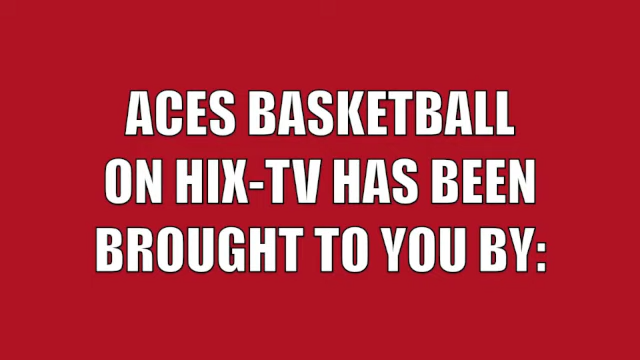 ACES BASKETBALL
ON HIX-TV HAS BEEN
BROUGHT TO YOU BY: